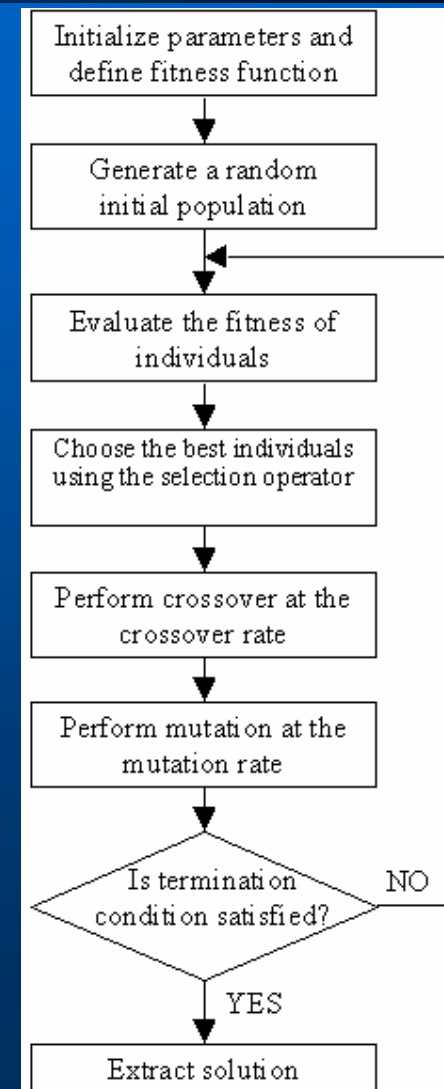 Initialize parameters and
define fitness function
Generate a random
initial population
Evaluate the fitness of
individuals
Choose the best individuals
using the selection operator
Perform crossover at the
crossover rate
Perform mutation at the
mutation rate
Is termination
condition satisfied?
NO
YES
Extract solution